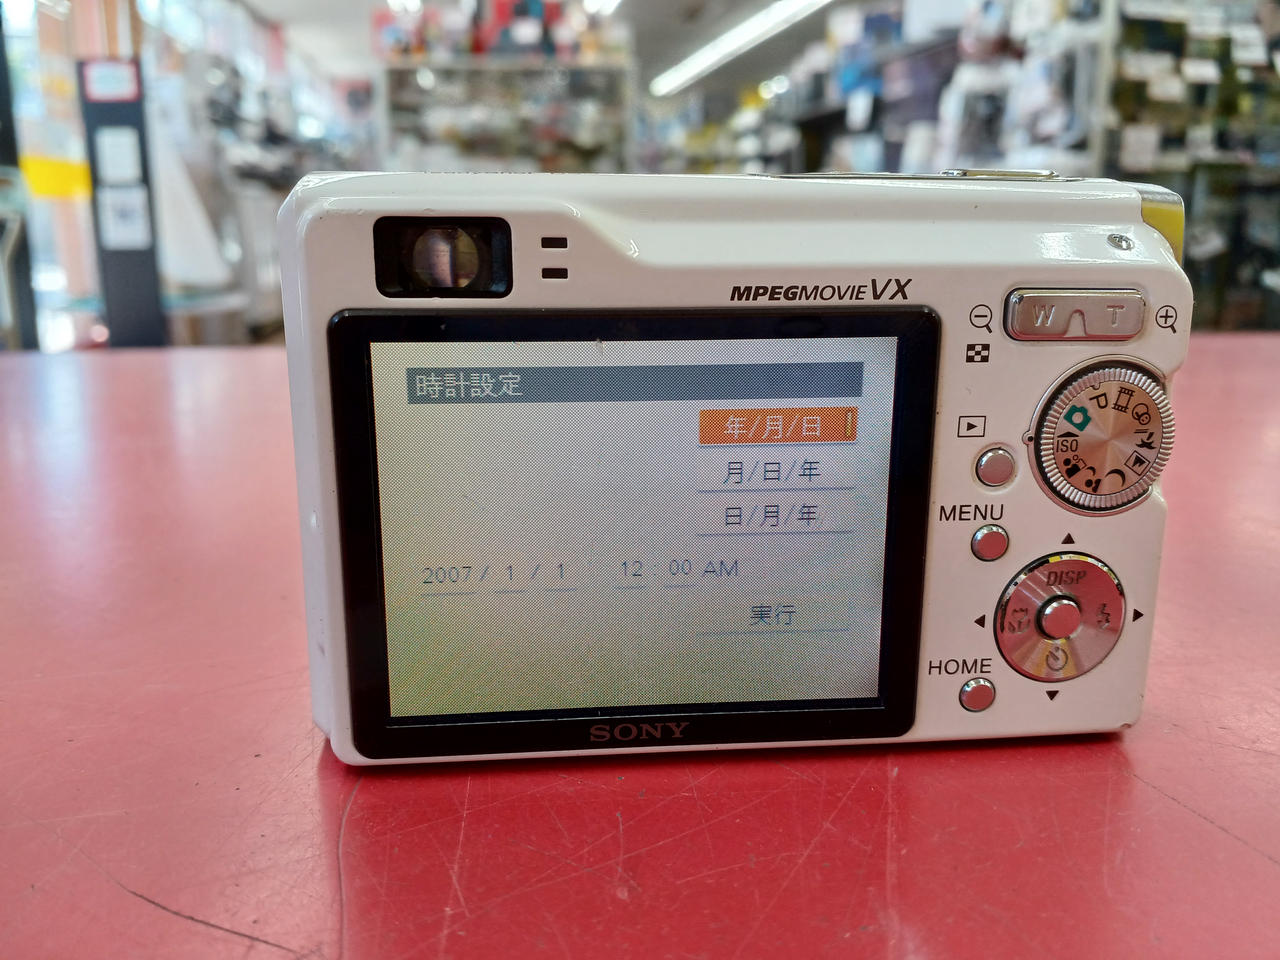 MPEGMOVIE VX
W T
時計設定
年/月/日
月/日/年
日/月/年
2007 / 1 / 1 12 : 00 AM
実行
SONY
P
ISO
MENU
DISP
HOME